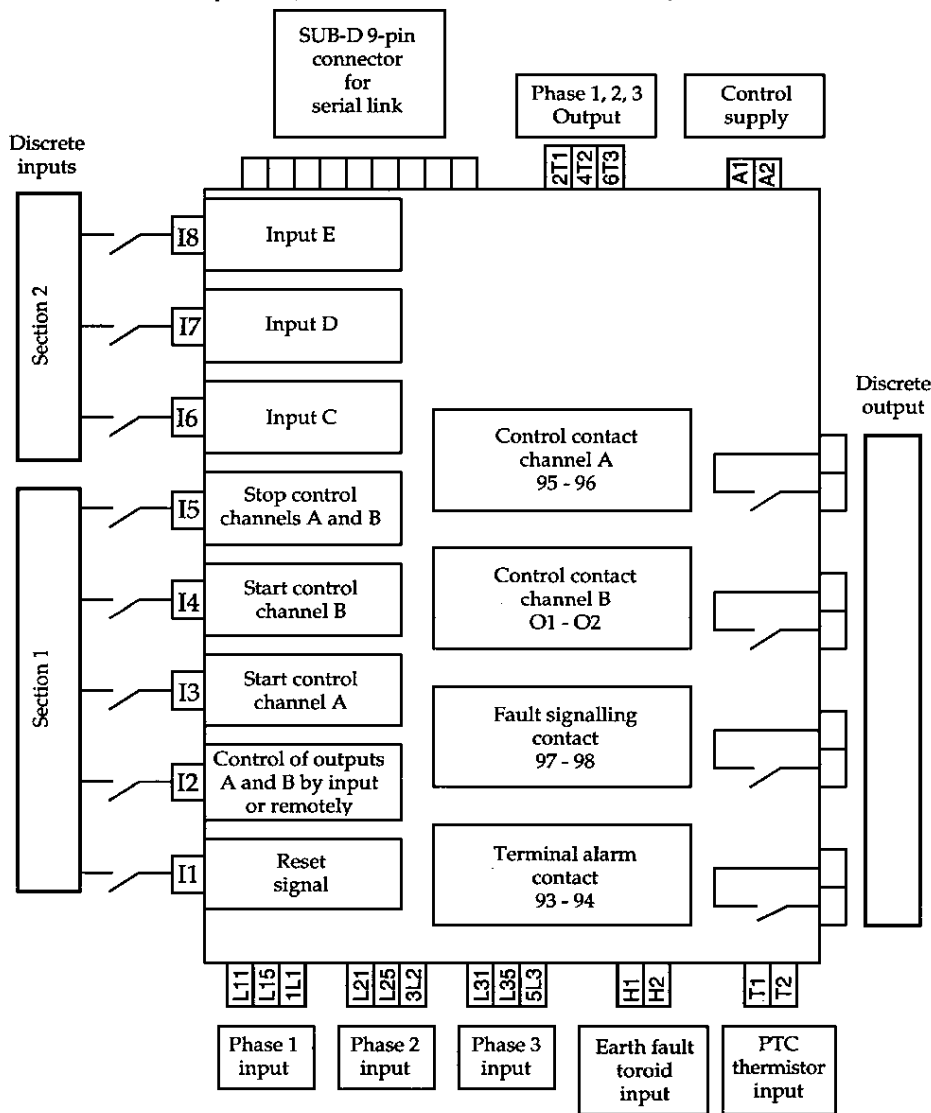 SUB-D 9-pin
connector
for
serial link
Phase 1, 2, 3
Output
Control
supply
Discrete
inputs
2T1
4T2
6T3
A1
A2
Section 2
I8
Input E
I7
Input D
I6
Input C
Section 1
I5
Stop control
channels A and B
I4
Start control
channel B
I3
Start control
channel A
I2
Control of outputs
A and B by input
or remotely
I1
Reset
signal
Control contact
channel A
95 - 96
Control contact
channel B
O1 - O2
Fault signalling
contact
97 - 98
Terminal alarm
contact
93 - 94
Discrete
output
L11
L15
1L1
L21
L25
3L2
L31
L35
5L3
H1
H2
T1
T2
Phase 1
input
Phase 2
input
Phase 3
input
Earth fault
toroid
input
PTC
thermistor
input